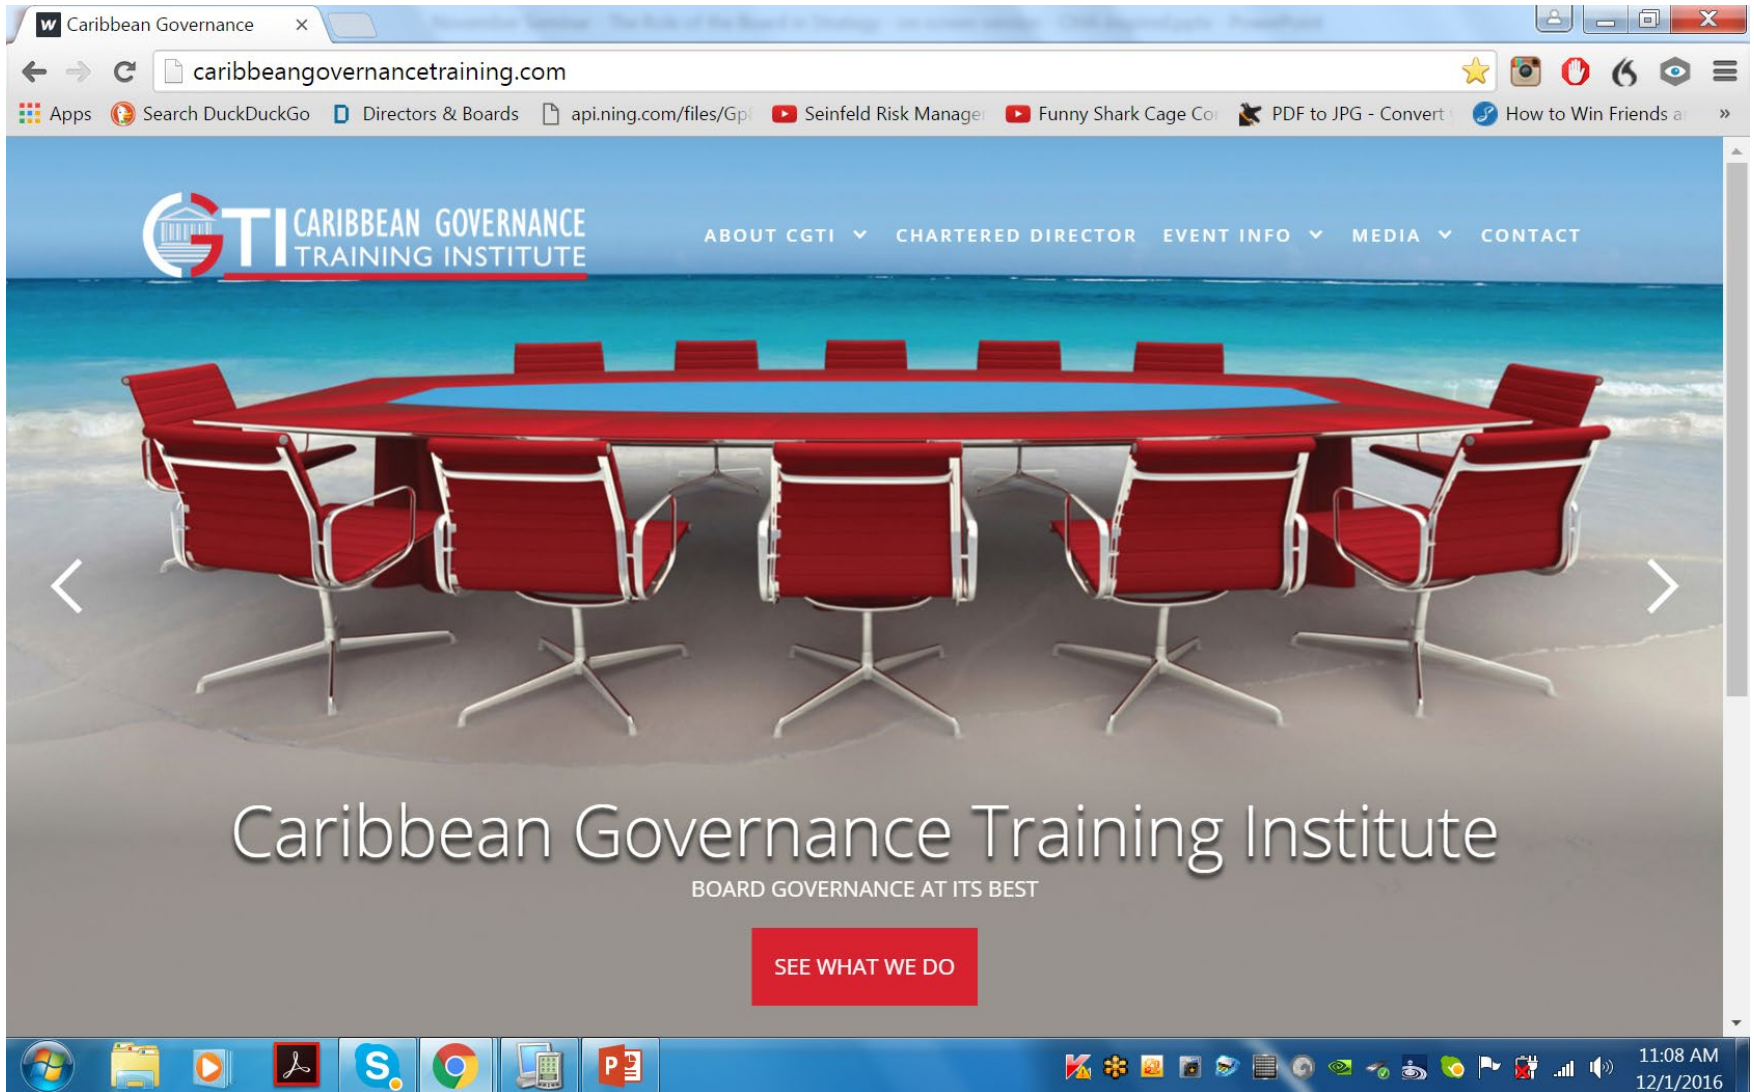 Caribbean Governance
caribbeangovernancetraining.com
Apps Search DuckDuckGo Directors & Boards api.ning.com/files/Gp Seinfeld Risk Manage Funny Shark Cage Co PDF to JPG - Convert How to Win Friends a »
GTI CARIBBEAN GOVERNANCE
TRAINING INSTITUTE
ABOUT CGTI CHARTERED DIRECTOR EVENT INFO MEDIA CONTACT
Caribbean Governance Training Institute
BOARD GOVERNANCE AT ITS BEST
SEE WHAT WE DO
11:08 AM
12/1/2016